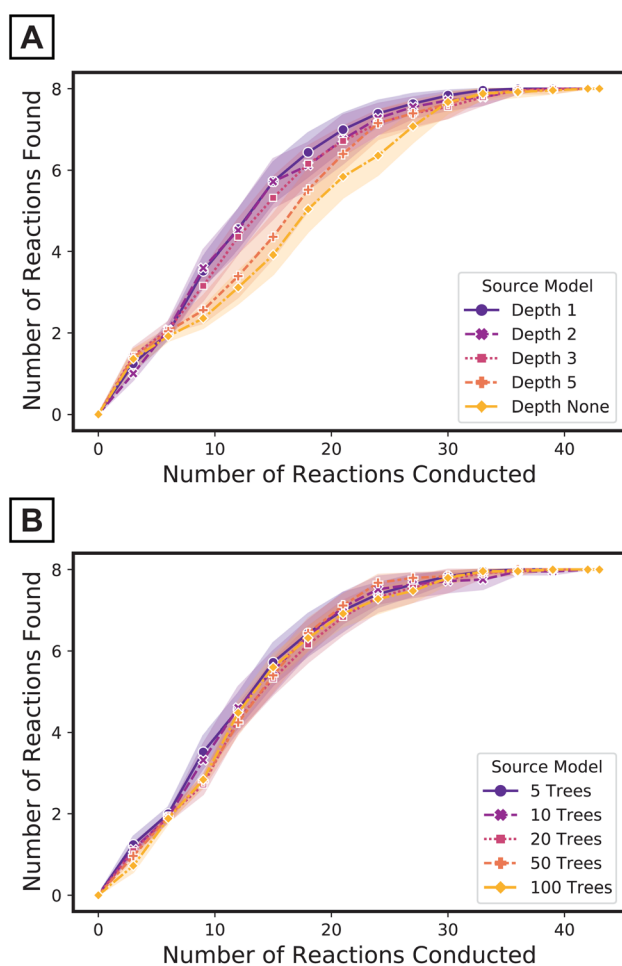 A
8
6
4
2
0
Number of Reactions Found
Source Model
Depth 1
Depth 2
Depth 3
Depth 5
Depth None
0
10
20
30
40
Number of Reactions Conducted
B
8
6
4
2
0
Number of Reactions Found
Source Model
5 Trees
10 Trees
20 Trees
50 Trees
100 Trees
0
10
20
30
40
Number of Reactions Conducted